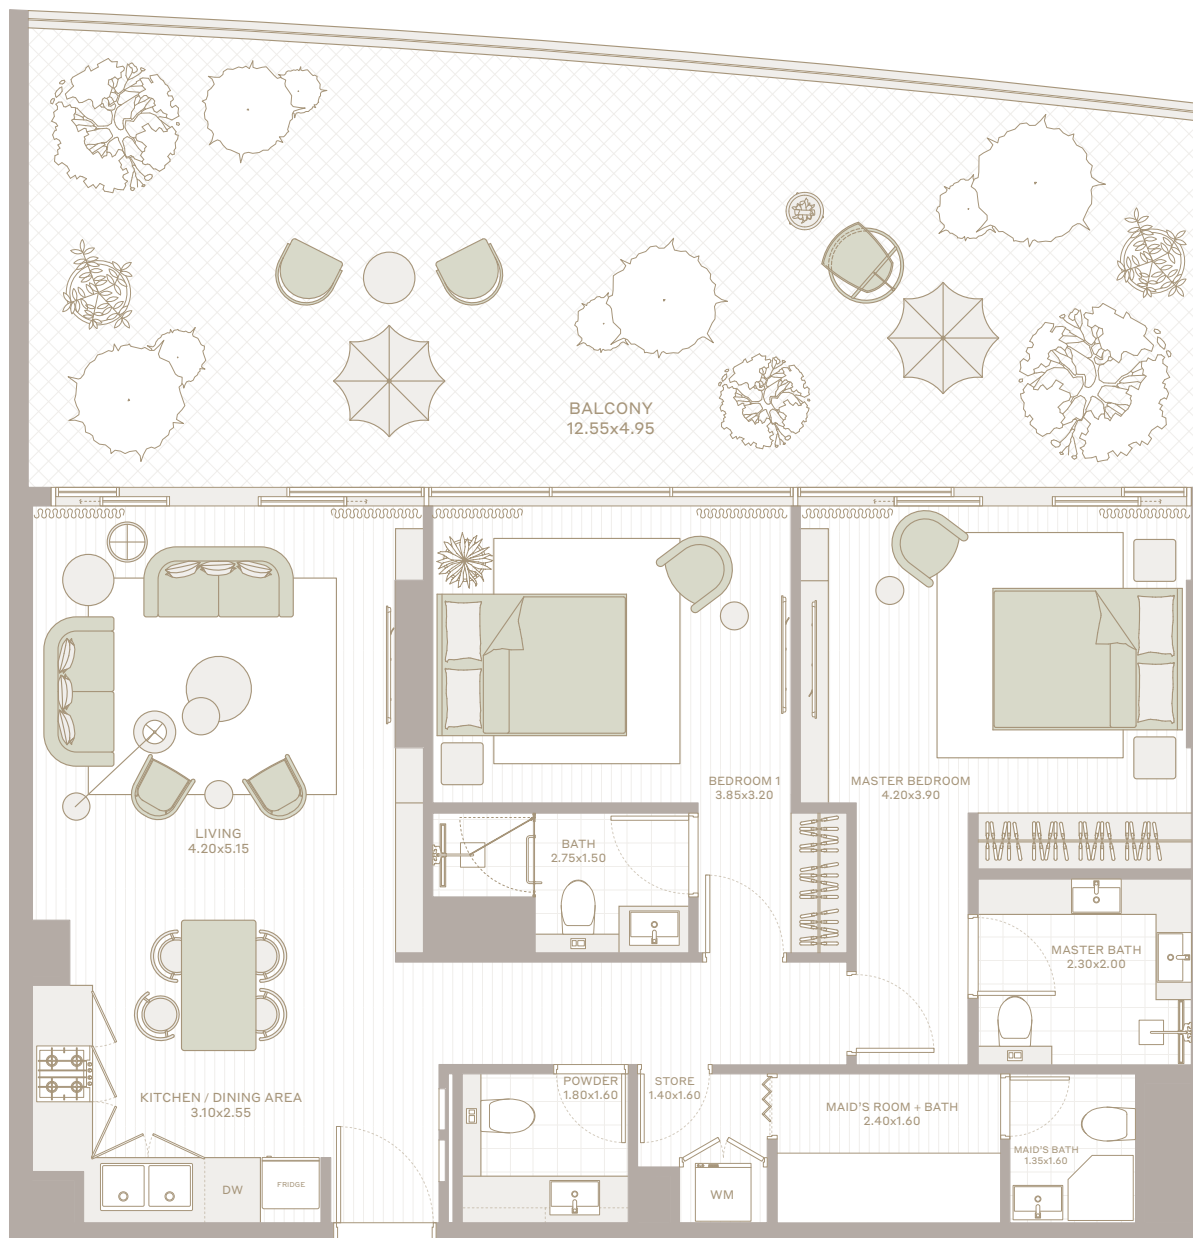 BALCONY
12.55x4.95
BEDROOM 1
3.85x3.20
MASTER BEDROOM
4.20x3.90
LIVING
4.20x5.15
BATH
2.75x1.50
MASTER BATH
2.30x2.00
KITCHEN / DINING AREA
3.10x2.55
POWDER
1.80x1.60
STORE
1.40x1.60
MAID'S ROOM + BATH
2.40x1.60
MAID'S BATH
1.35x1.60
DW
FRIDGE
WM